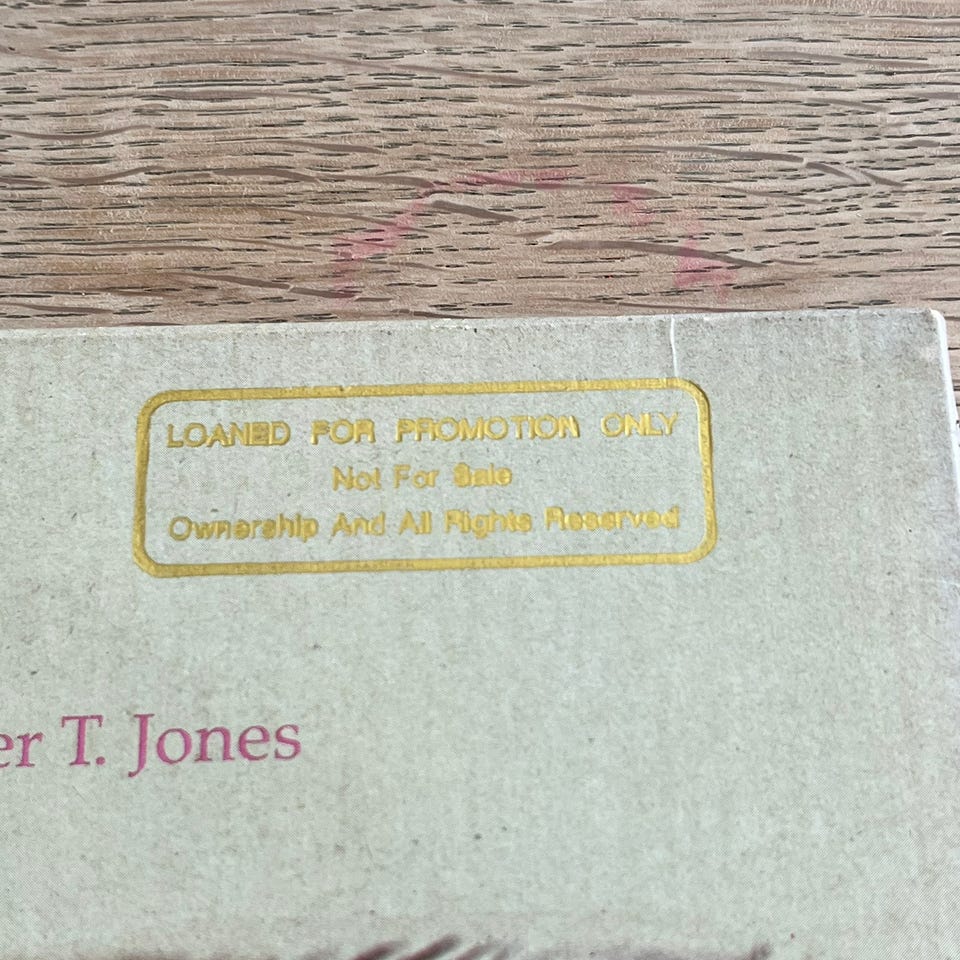 LOANED FOR PROMOTION ONLY
Not For Sale
Ownership And All Rights Reserved
er T. Jones